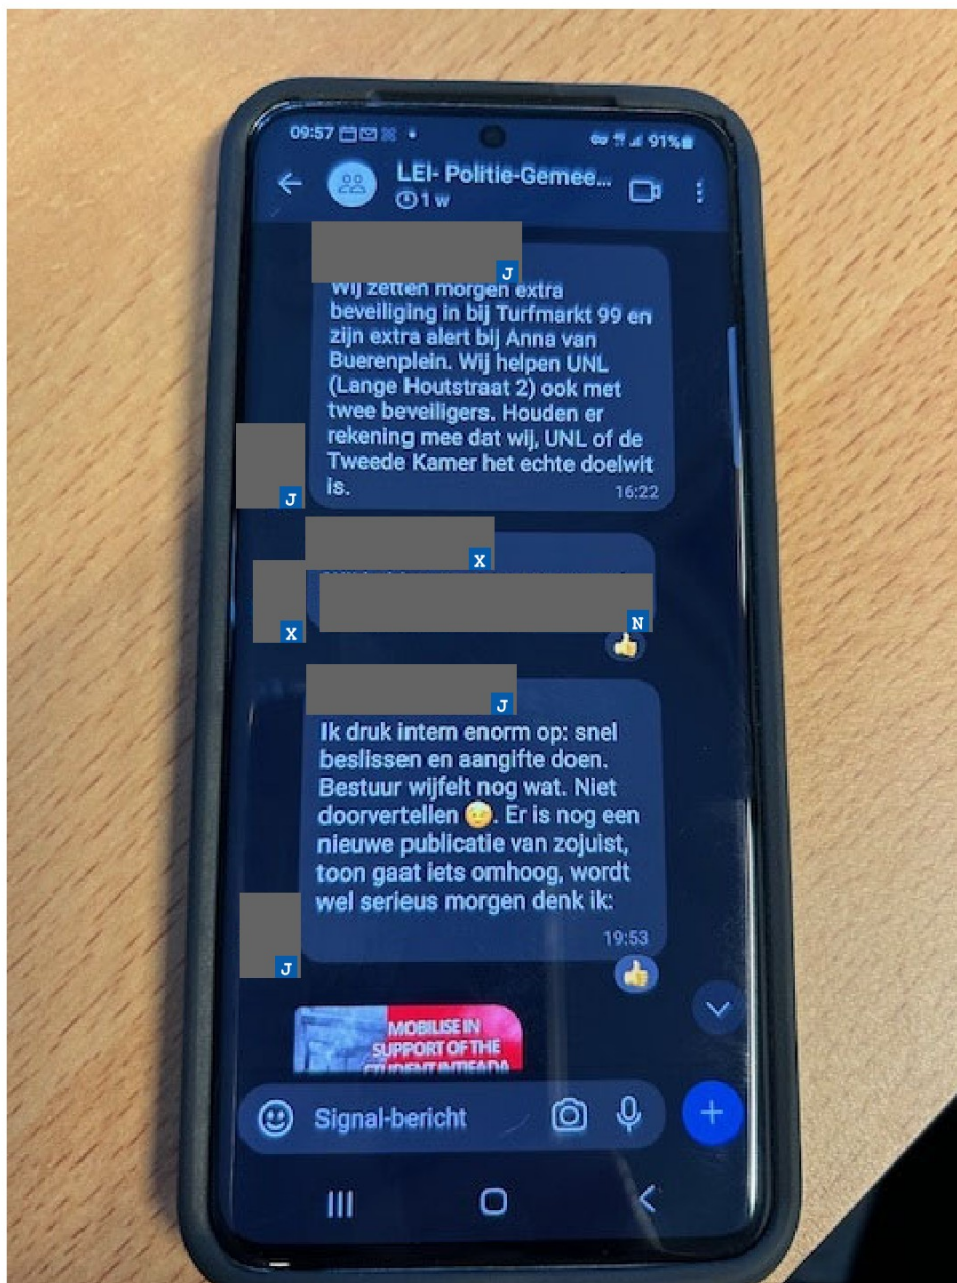 09:57
91%
LEI- Politie-Gemee...
1 w
J
Wij zetten morgen extra
beveiliging in bij Turfmarkt 99 en
zijn extra alert bij Anna van
Buerenplein. Wij helpen UNL
(Lange Houtstraat 2) ook met
twee beveiligers. Houden er
rekening mee dat wij, UNL of de
Tweede Kamer het echte doelwit
is.
16:22
J
X
X
N
J
Ik druk intern enorm op: snel
beslissen en aangifte doen.
Bestuur wijfelt nog wat. Niet
doorvertellen 🤕. Er is nog een
nieuwe publicatie van zojuist,
toon gaat iets omhoog, wordt
wel serieus morgen denk ik:
19:53
J
MOBILISE IN
SUPPORT OF THE
STUDENT INTIFADA
Signal-bericht